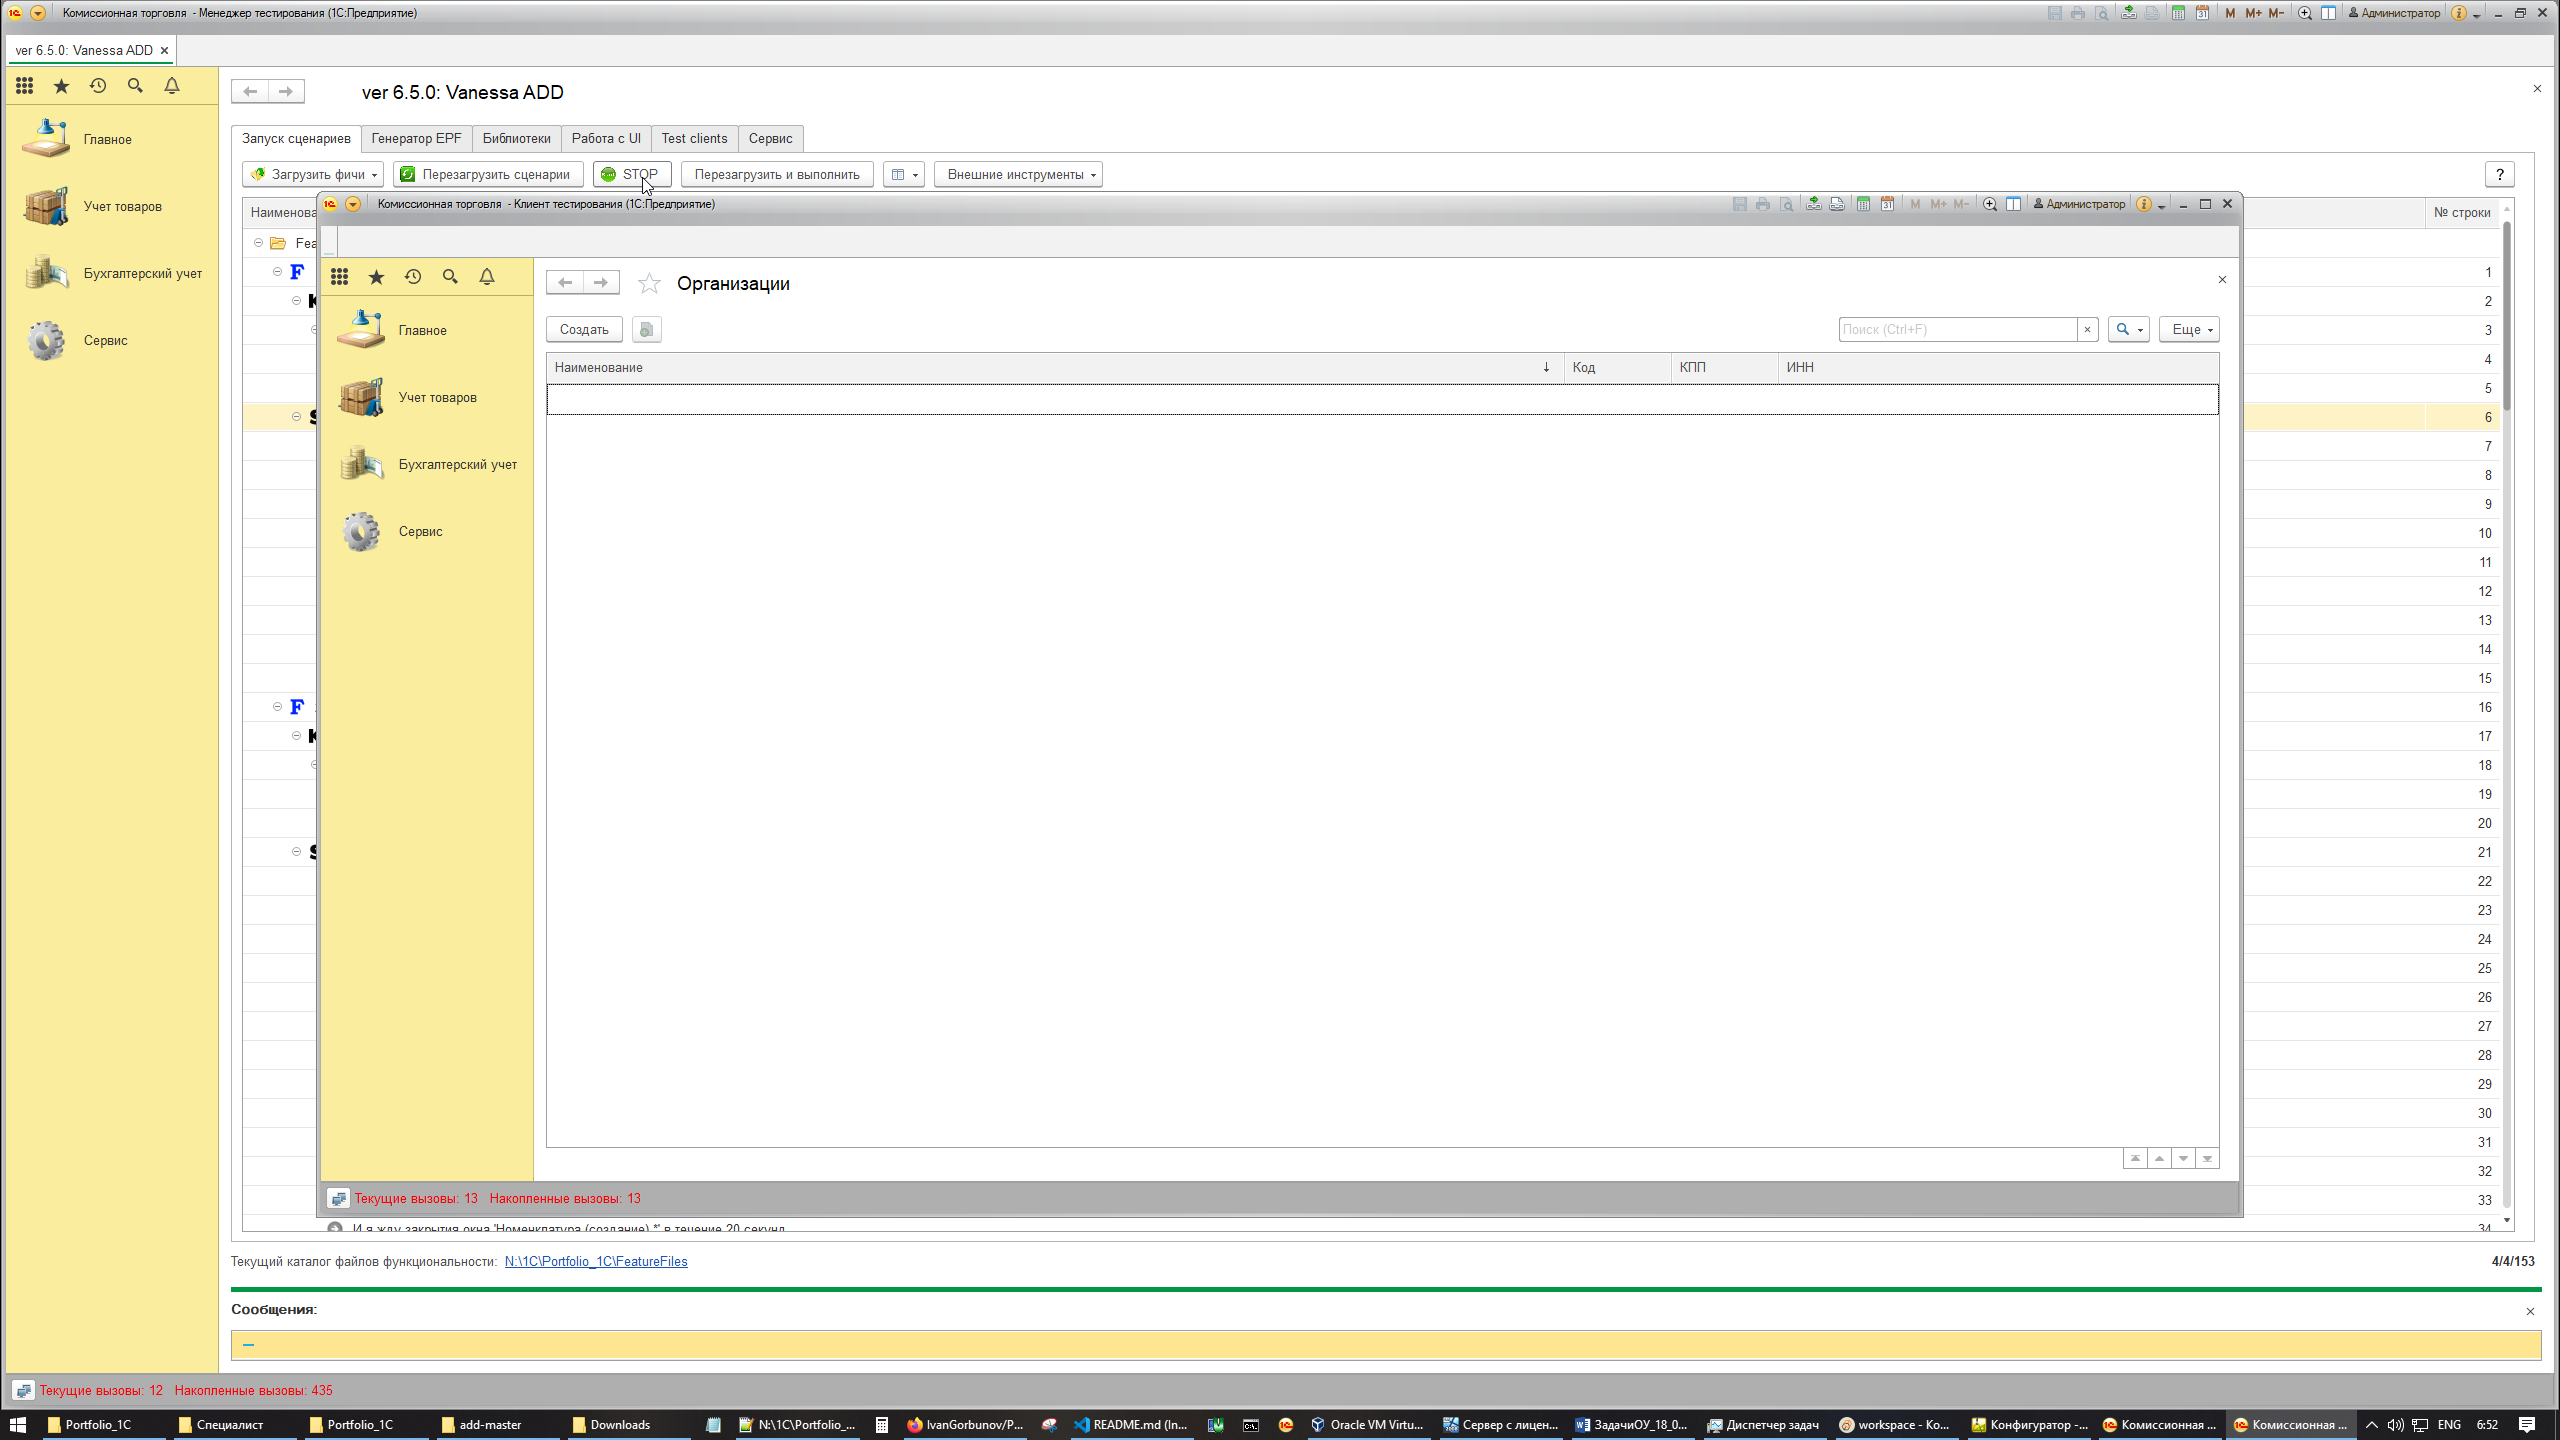 Комиссионная торговля - Менеджер тестирования (1С:Предприятие)
M M+ M- Администратор
ver 6.5.0: Vanessa ADD
ver 6.5.0: Vanessa ADD
Главное
Учет товаров
Бухгалтерский учет
Сервис
Запуск сценариев Генератор EPF Библиотеки Работа с UI Test clients Сервис
Загрузить фичи Перезагрузить сценарии STOP Перезагрузить и выполнить Внешние инструменты ?
№ строки
Комиссионная торговля - Клиент тестирования (1С:Предприятие)
M M+ M- Администратор
Организации
Главное
Учет товаров
Бухгалтерский учет
Сервис
Создать Поиск (Ctrl+F) Еще
Наименование Код КПП ИНН
F
F
1
2
3
4
5
6
7
8
9
10
11
12
13
14
15
16
17
18
19
20
21
22
23
24
25
26
27
28
29
30
31
32
33
34
Текущие вызовы: 13 Накопленные вызовы: 13
И я жду закрытия окна 'Номенклатура (создание) *' в течение 20 секунд
Текущий каталог файлов функциональности: N:\1C\Portfolio_1C\FeatureFiles 4/4/153
Сообщения:
Текущие вызовы: 12 Накопленные вызовы: 435
Portfolio_1C Специалист Portfolio_1C add-master Downloads N:\1C\Portfolio_... IvanGorbunov/P... README.md (In... Oracle VM Virtu... Сервер с лицен... ЗадачиОУ_18_0... Диспетчер задач workspace - Ko... Конфигуратор -... Комиссионная ... Комиссионная ... ENG 6:52